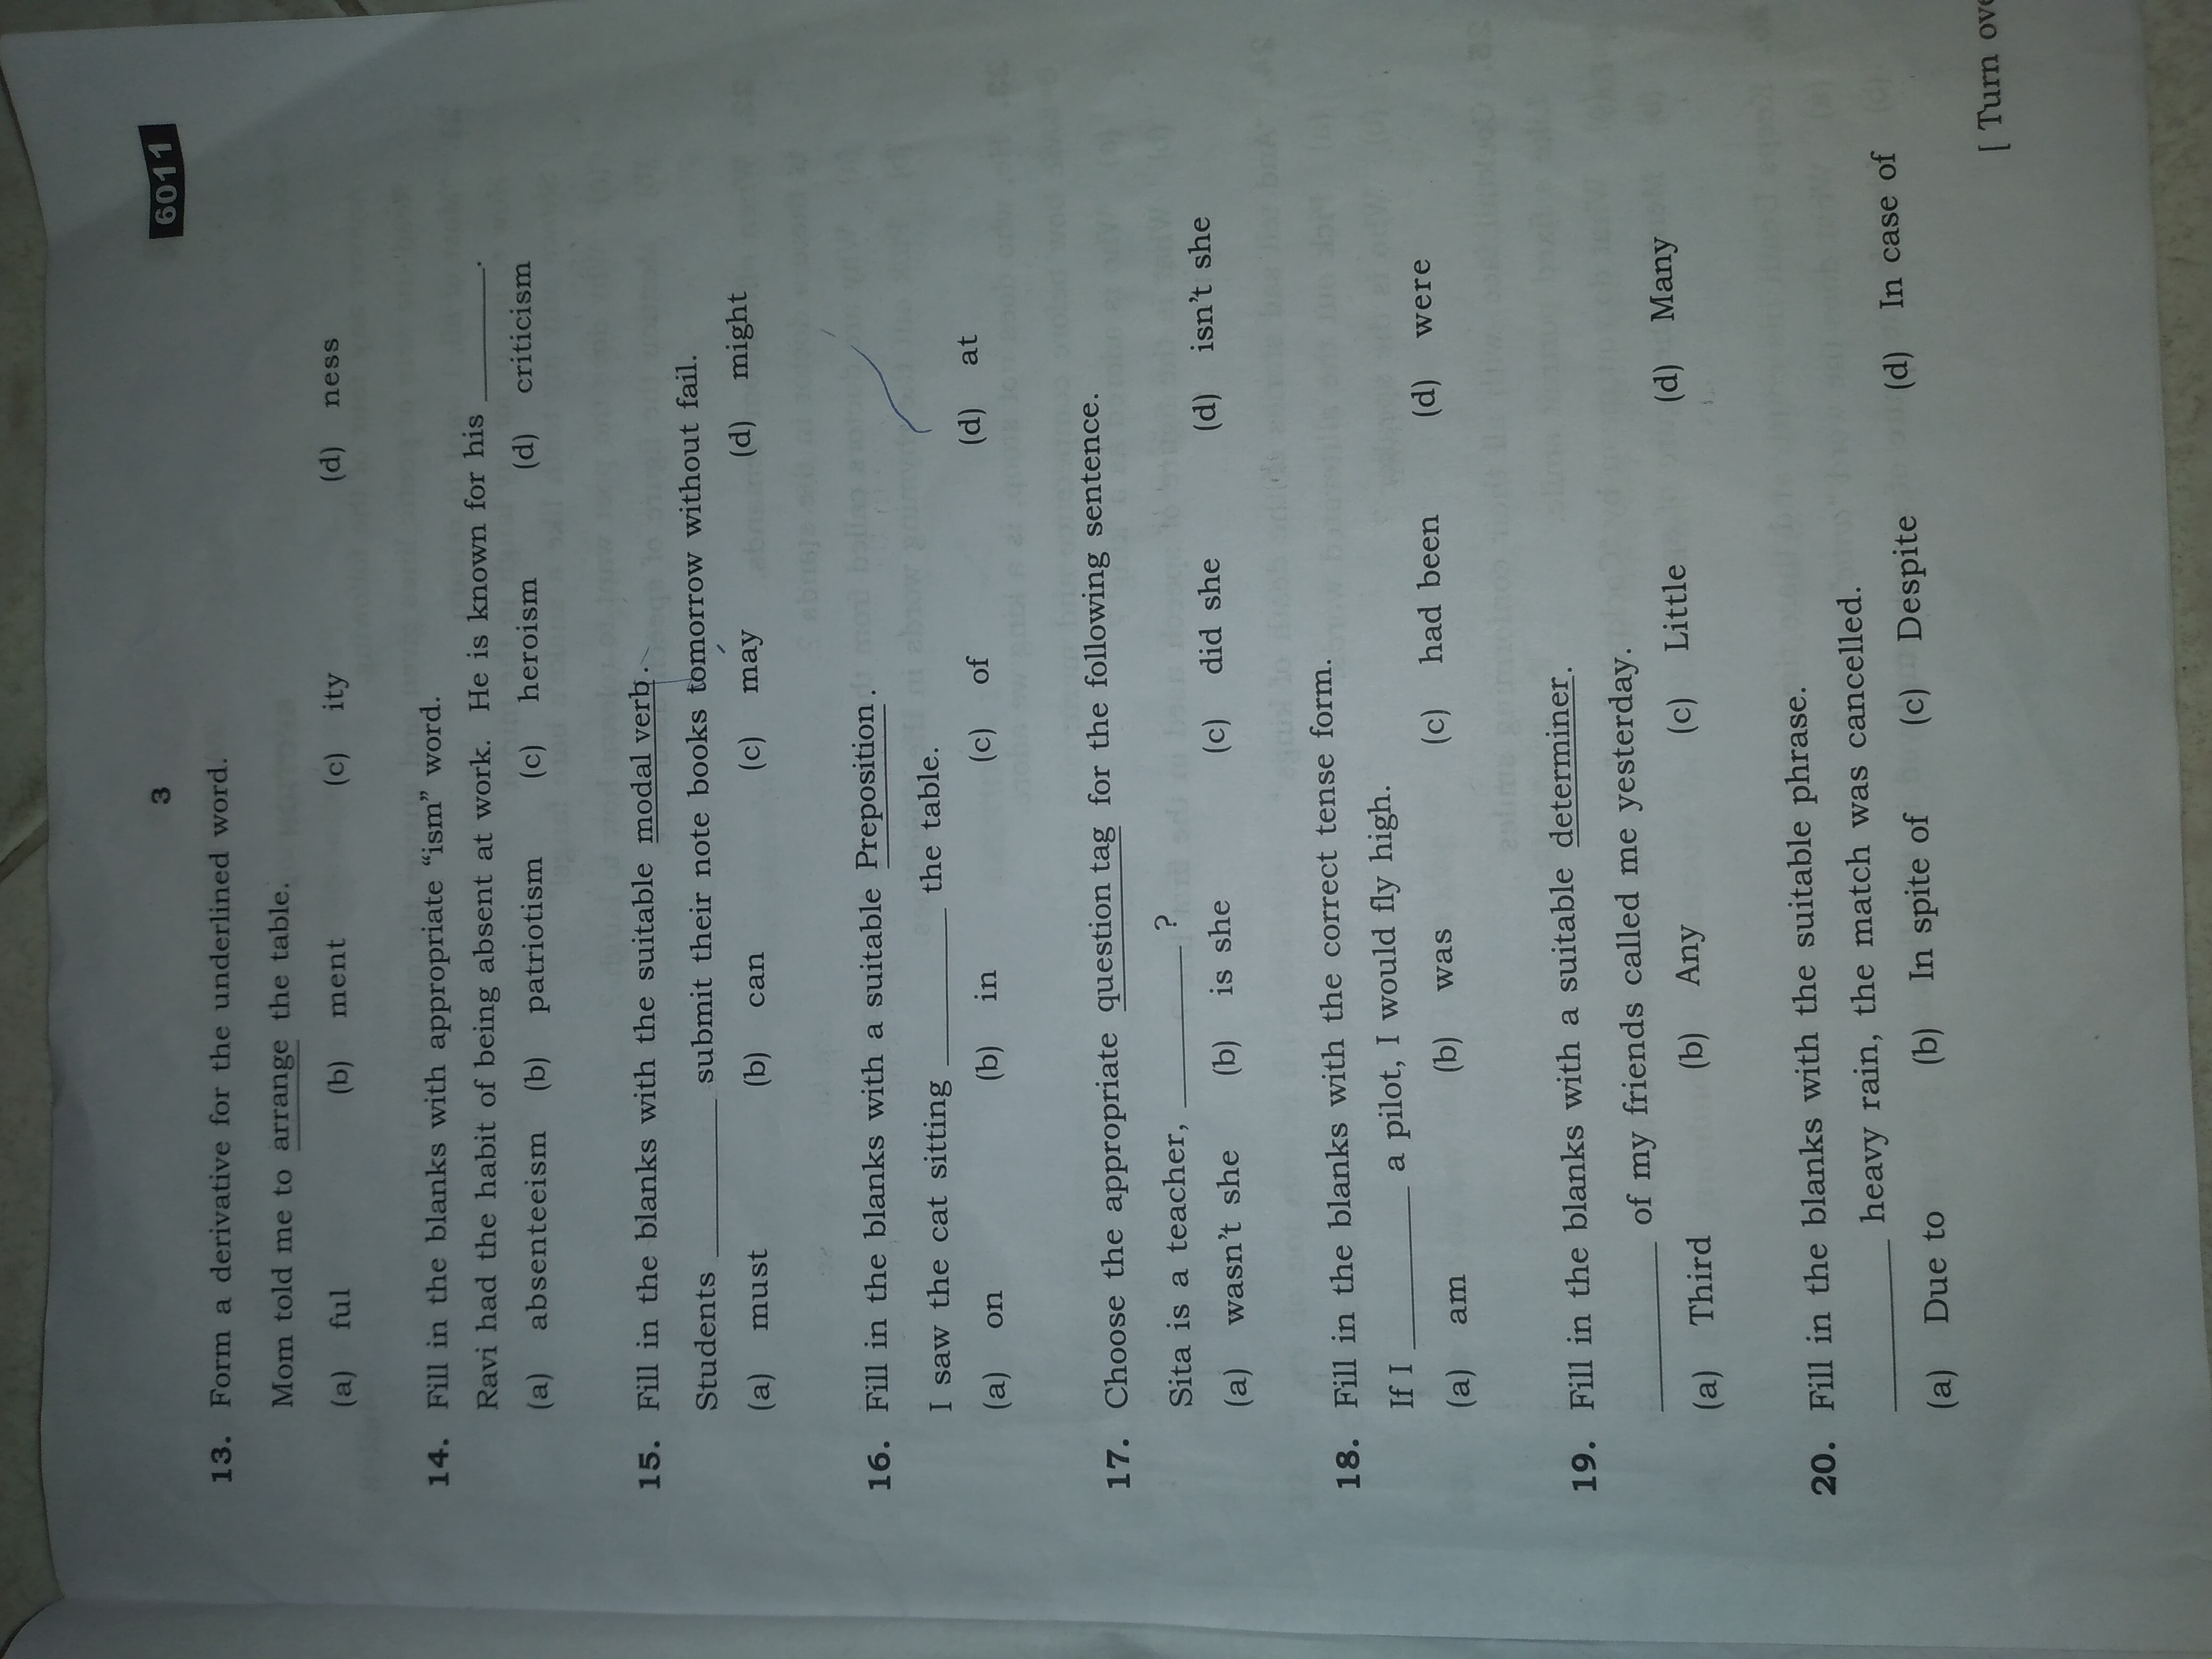 3
6011
13. Form a derivative for the underlined word.
Mom told me to arrange the table.
(a) ful (b) ment (c) ity (d) ness
14. Fill in the blanks with appropriate “ism” word.
Ravi had the habit of being absent at work. He is known for his ________.
(a) absenteeism (b) patriotism (c) heroism (d) criticism
15. Fill in the blanks with the suitable modal verb.
Students ________ submit their note books tomorrow without fail.
(a) must (b) can (c) may (d) might
16. Fill in the blanks with a suitable Preposition.
I saw the cat sitting ________ the table.
(a) on (b) in (c) of (d) at
17. Choose the appropriate question tag for the following sentence.
Sita is a teacher, ________ ?
(a) wasn’t she (b) is she (c) did she (d) isn’t she
18. Fill in the blanks with the correct tense form.
If I ________ a pilot, I would fly high.
(a) am (b) was (c) had been (d) were
19. Fill in the blanks with a suitable determiner.
________ of my friends called me yesterday.
(a) Third (b) Any (c) Little (d) Many
20. Fill in the blanks with the suitable phrase.
________ heavy rain, the match was cancelled.
(a) Due to (b) In spite of (c) Despite (d) In case of
[ Turn